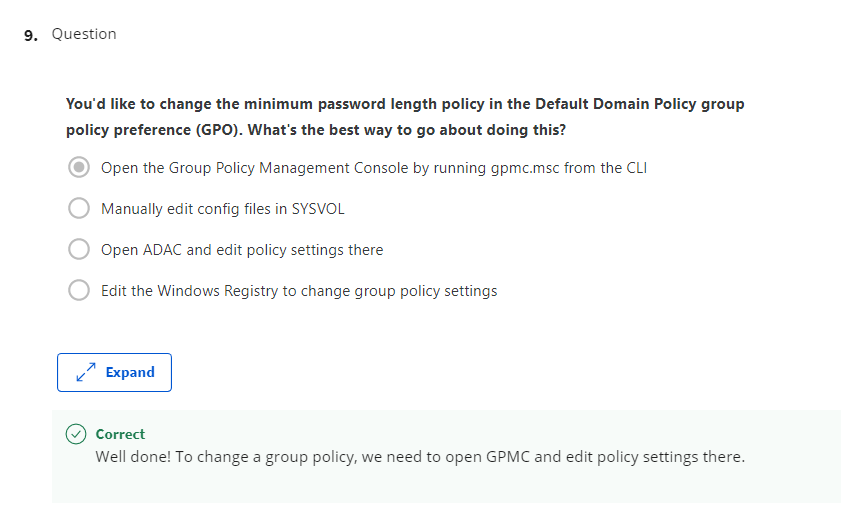 9. Question
You'd like to change the minimum password length policy in the Default Domain Policy group
policy preference (GPO). What's the best way to go about doing this?
Open the Group Policy Management Console by running gpmc.msc from the CLI
Manually edit config files in SYSVOL
Open ADAC and edit policy settings there
Edit the Windows Registry to change group policy settings
Expand
Correct
Well done! To change a group policy, we need to open GPMC and edit policy settings there.